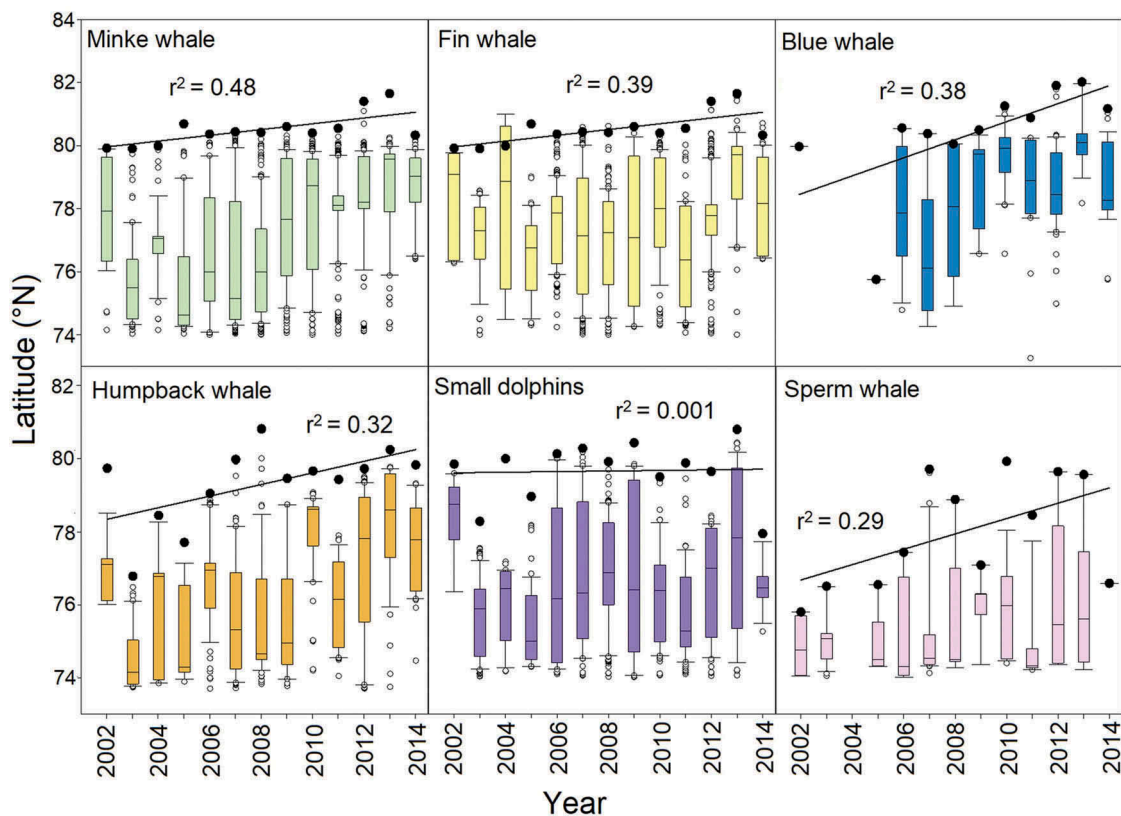 84
82
80
78
76
74
82
80
78
76
74
Latitude (°N)
Minke whale
r² = 0.48
Fin whale
r² = 0.39
Blue whale
r² = 0.38
Humpback whale
r² = 0.32
Small dolphins
r² = 0.001
Sperm whale
r² = 0.29
2002
2004
2006
2008
2010
2012
2014
2002
2004
2006
2008
2010
2012
2014
2002
2006
2008
2010
2012
2014
Year